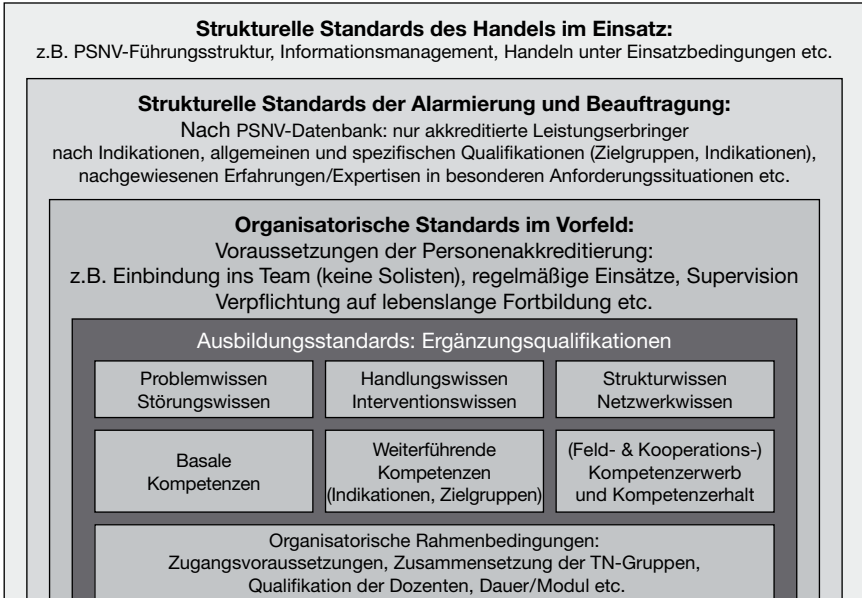 Strukturelle Standards des Handels im Einsatz:
z.B. PSNV-Führungsstruktur, Informationsmanagement, Handeln unter Einsatzbedingungen etc.
Strukturelle Standards der Alarmierung und Beauftragung:
Nach PSNV-Datenbank: nur akkreditierte Leistungserbringer
nach Indikationen, allgemeinen und spezifischen Qualifikationen (Zielgruppen, Indikationen),
nachgewiesenen Erfahrungen/Expertisen in besonderen Anforderungssituationen etc.
Organisatorische Standards im Vorfeld:
Voraussetzungen der Personenakkreditierung:
z.B. Einbindung ins Team (keine Solisten), regelmäßige Einsätze, Supervision
Verpflichtung auf lebenslange Fortbildung etc.
Ausbildungsstandards: Ergänzungsqualifikationen
Problemwissen
Störungswissen
Handlungswissen
Interventionswissen
Strukturwissen
Netzwerkwissen
Basale
Kompetenzen
Weiterführende
Kompetenzen
(Indikationen, Zielgruppen)
(Feld- & Kooperations-)
Kompetenzerwerb
und Kompetenzerhalt
Organisatorische Rahmenbedingungen:
Zugangsvoraussetzungen, Zusammensetzung der TN-Gruppen,
Qualifikation der Dozenten, Dauer/Modul etc.